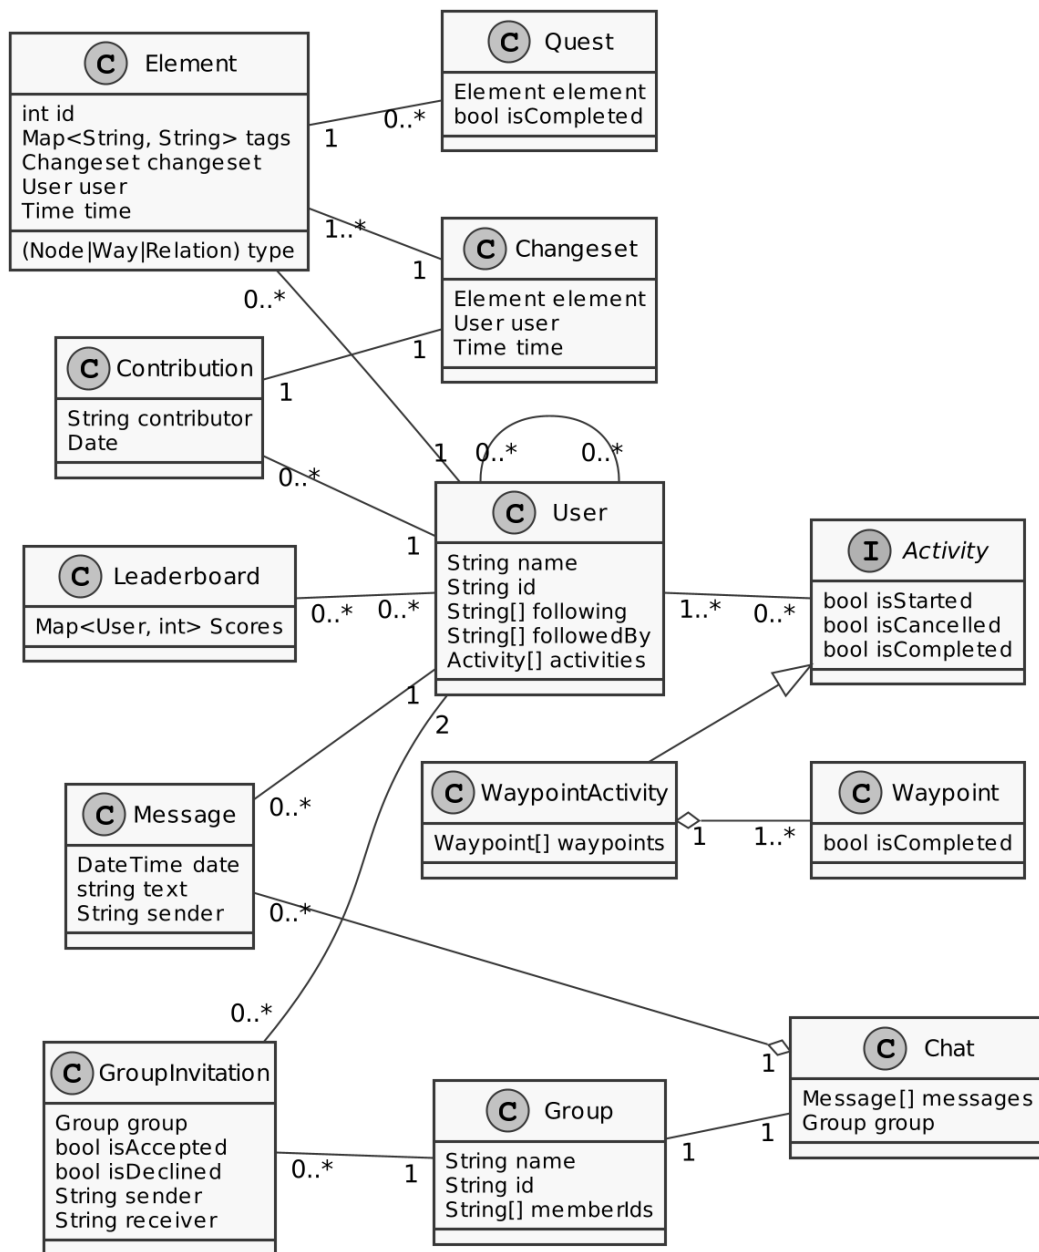 C Element
int id
Map<String, String> tags
Changeset changeset
User user
Time time
(Node|Way|Relation) type
C Quest
Element element
bool isCompleted
1
0..*
1..*
1
C Changeset
Element element
User user
Time time
0..*
1
C Contribution
String contributor
Date
1
1
0..*
1
0..*
0..*
C User
String name
String id
String[] following
String[] followedBy
Activity[] activities
C Leaderboard
Map<User, int> Scores
0..*
0..*
1..*
0..*
I Activity
bool isStarted
bool isCancelled
bool isCompleted
1
2
0..*
C Message
DateTime date
string text
String sender
C WaypointActivity
Waypoint[] waypoints
1
1..*
C Waypoint
bool isCompleted
0..*
1
0..*
C Chat
Message[] messages
Group group
C GroupInvitation
Group group
bool isAccepted
bool isDeclined
String sender
String receiver
0..*
1
C Group
String name
String id
String[] memberIds
1
1